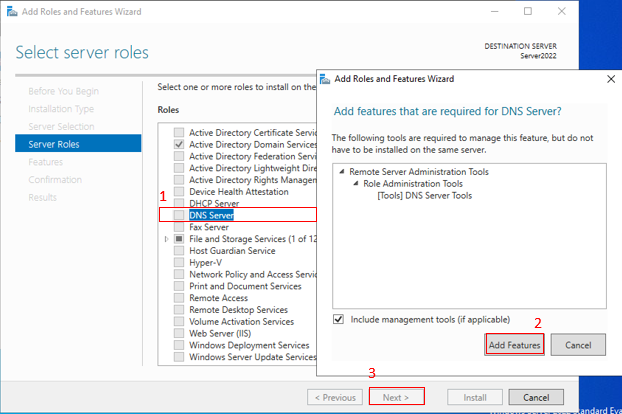 Add Roles and Features Wizard
Select server roles
DESTINATION SERVER
Server2022
Before You Begin
Installation Type
Server Selection
Server Roles
Features
Confirmation
Results
Select one or more roles to install on the
Roles
Active Directory Certificate Servic
Active Directory Domain Services
Active Directory Federation Servic
Active Directory Lightweight Direc
Active Directory Rights Managem
Device Health Attestation
DHCP Server
1
DNS Server
Fax Server
File and Storage Services (1 of 12
Host Guardian Service
Hyper-V
Network Policy and Access Servic
Print and Document Services
Remote Access
Remote Desktop Services
Volume Activation Services
Web Server (IIS)
Windows Deployment Services
Windows Server Update Services
Add Roles and Features Wizard
Add features that are required for DNS Server?
The following tools are required to manage this feature, but do not
have to be installed on the same server.
Remote Server Administration Tools
Role Administration Tools
[Tools] DNS Server Tools
Include management tools (if applicable)
2
Add Features
Cancel
3
< Previous
Next >
Install
Cancel